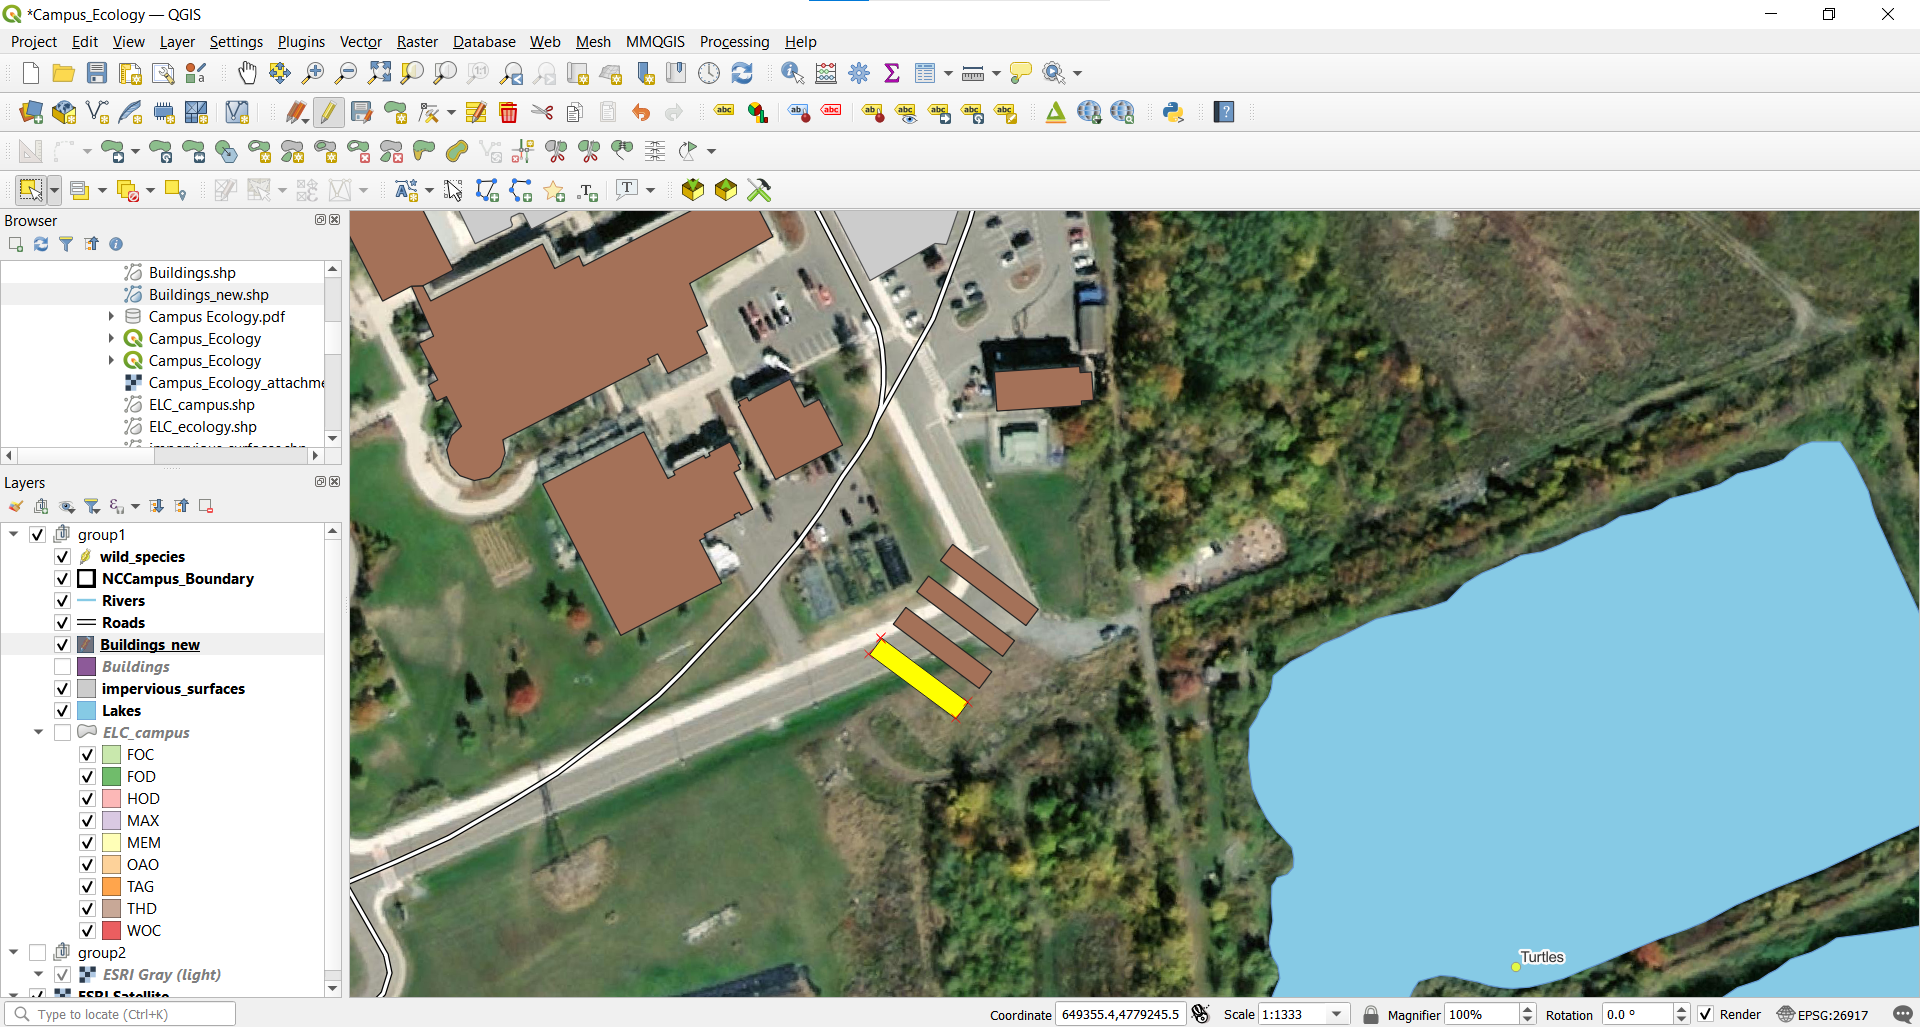 *Campus_Ecology — QGIS
Project Edit View Layer Settings Plugins Vector Raster Database Web Mesh MMQGIS Processing Help
Browser
Buildings.shp
Buildings_new.shp
Campus Ecology.pdf
Campus_Ecology
Campus_Ecology
Campus_Ecology_attachme
ELC_campus.shp
ELC_ecology.shp
impervious_surfaces.shp
Layers
group1
wild_species
NCCampus_Boundary
Rivers
Roads
Buildings_new
Buildings
impervious_surfaces
Lakes
ELC_campus
FOC
FOD
HOD
MAX
MEM
OAO
TAG
THD
WOC
group2
ESRI Gray (light)
ESRI Satellite
Turtles
Type to locate (Ctrl+K)
Coordinate 649355.4,4779245.5 Scale 1:1333 Magnifier 100% Rotation 0.0 ° Render EPSG:26917